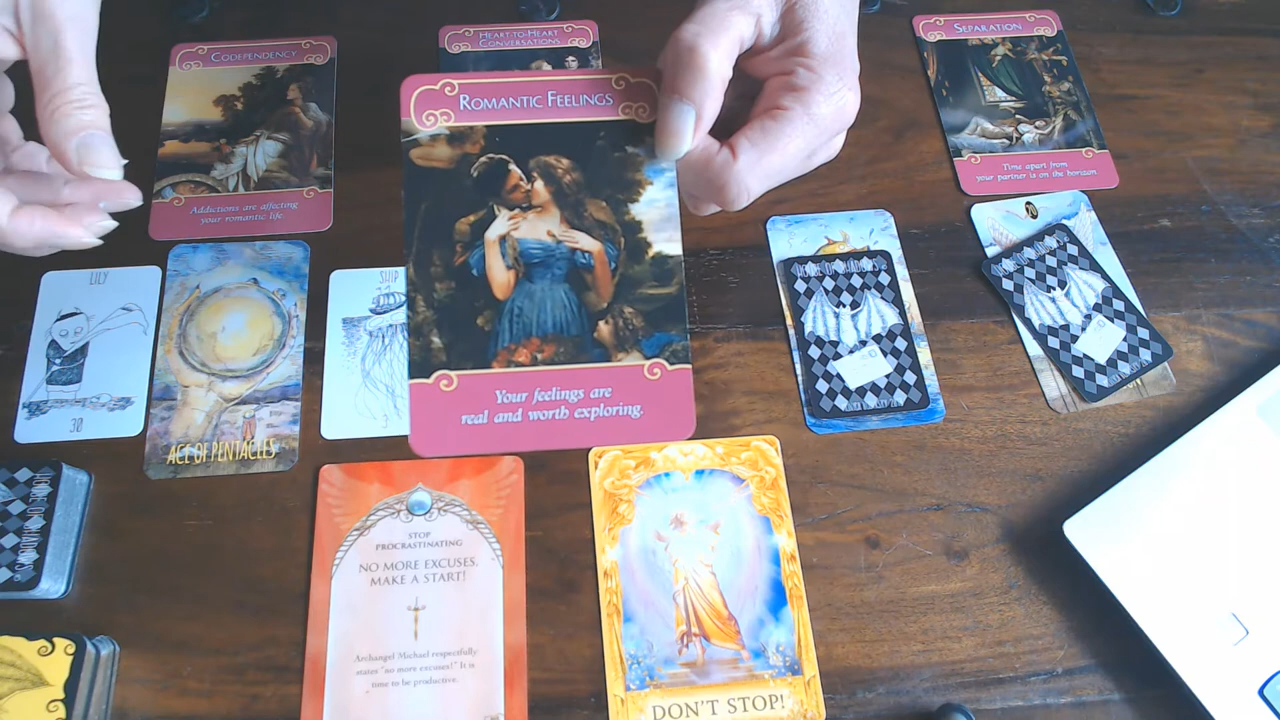 CODEPENDENCY
Addictions are affecting
your romantic life.
HEART-TO-HEART
CONVERSATIONS
ROMANTIC FEELINGS
Your feelings are
real and worth exploring.
SEPARATION
Time apart from
your partner is on the horizon.
LILY
30
ACE OF PENTACLES
SHIP
3
HOUSE OF SHADOWS
STOP
PROCRASTINATING
NO MORE EXCUSES,
MAKE A START!
Archangel Michael respectfully
states "no more excuses!" It is
time to be productive.
DON'T STOP!